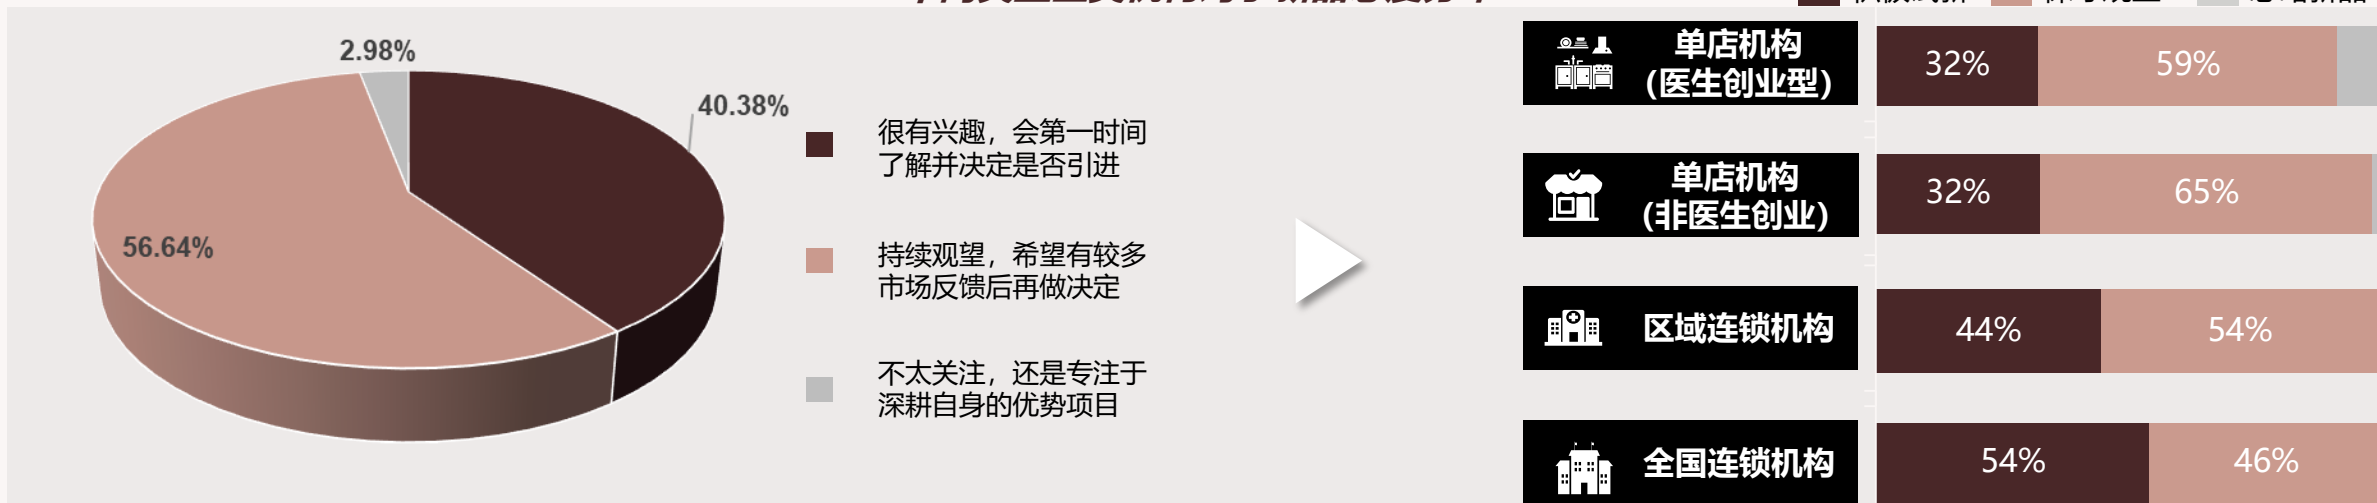 2.98%
40.38%
56.64%
很有兴趣，会第一时间
了解并决定是否引进
持续观望，希望有较多
市场反馈后再做决定
不太关注，还是专注于
深耕自身的优势项目
单店机构
(医生创业型)
32%
59%
单店机构
(非医生创业)
32%
65%
区域连锁机构
44%
54%
全国连锁机构
54%
46%